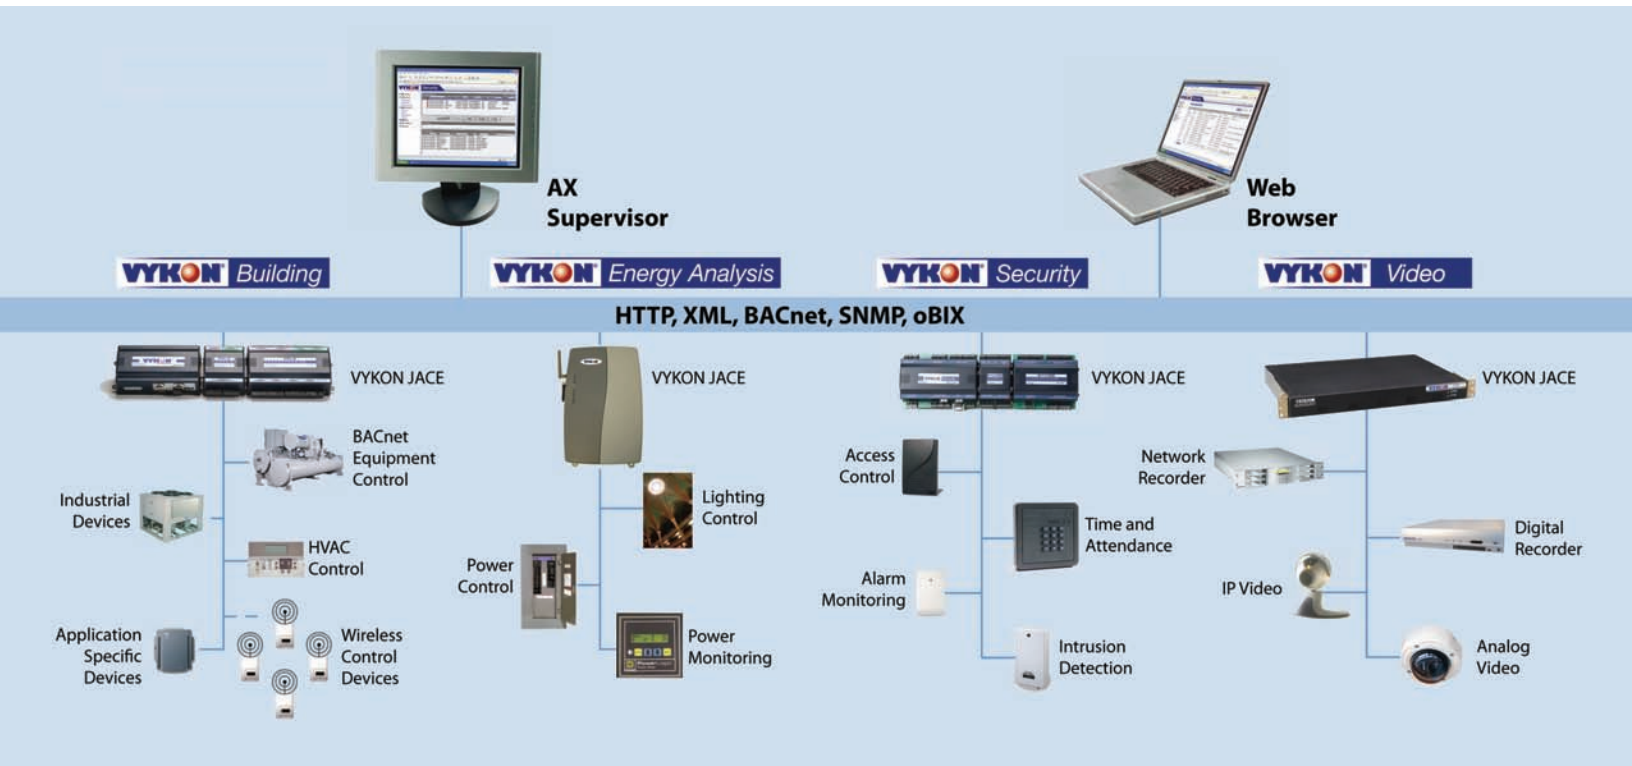 AX
Supervisor
Web
Browser
VYKON Building
VYKON Energy Analysis
VYKON Security
VYKON Video
HTTP, XML, BACnet, SNMP, oBIX
VYKON JACE
VYKON JACE
VYKON JACE
VYKON JACE
BACnet
Equipment
Control
Industrial
Devices
HVAC
Control
Application
Specific
Devices
Wireless
Control
Devices
Lighting
Control
Power
Control
Power
Monitoring
Access
Control
Time and
Attendance
Alarm
Monitoring
Intrusion
Detection
Network
Recorder
Digital
Recorder
IP Video
Analog
Video